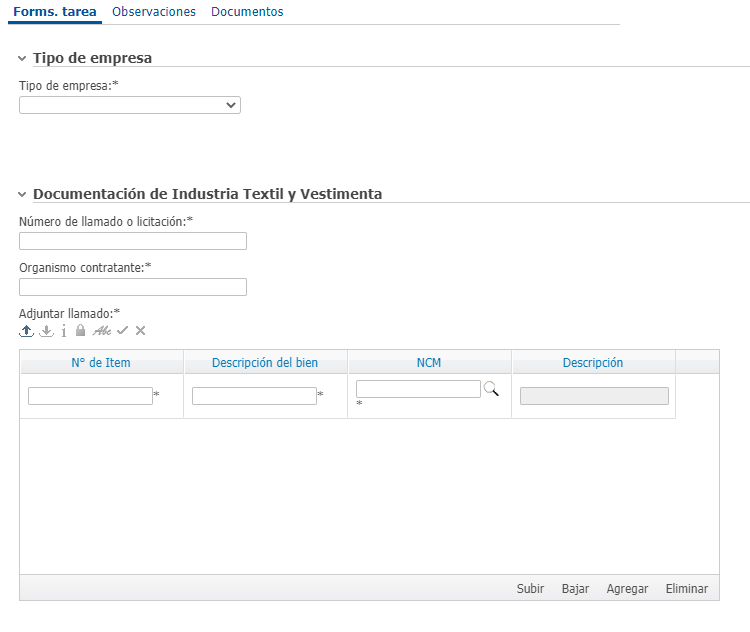 Forms. tarea Observaciones Documentos
Tipo de empresa
Tipo de empresa:*
Documentación de Industria Textil y Vestimenta
Número de llamado o licitación:*
Organismo contratante:*
Adjuntar llamado:*
i Abc
N° de Item Descripción del bien NCM Descripción
* *
*
Subir Bajar Agregar Eliminar